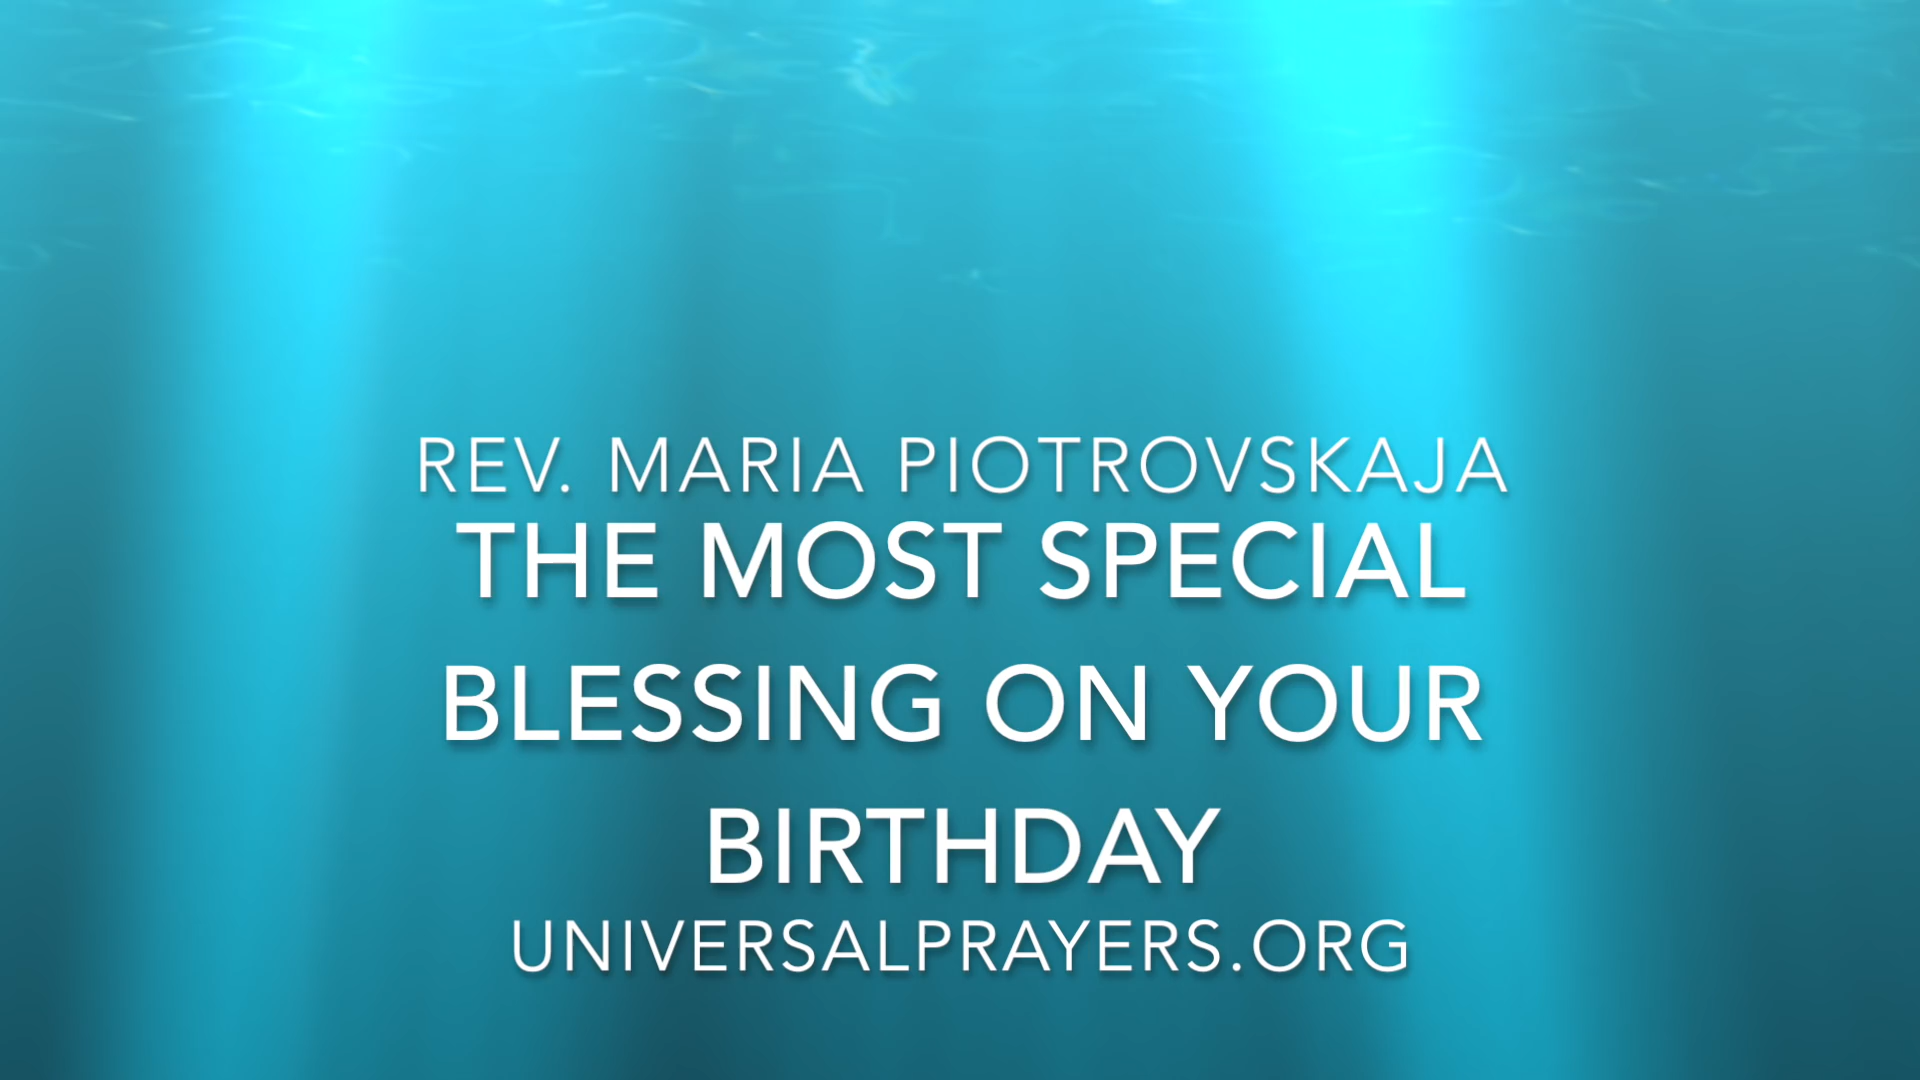 REV. MARIA PIOTROVSKAJA
THE MOST SPECIAL
BLESSING ON YOUR
BIRTHDAY
UNIVERSALPRAYERS.ORG